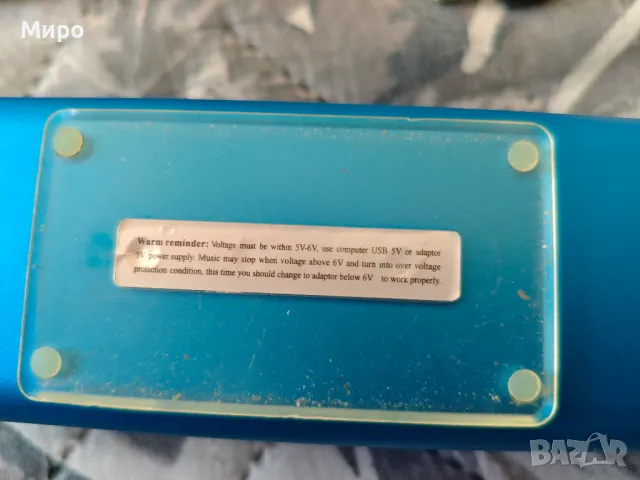 Миро
Warm reminder: Voltage must be within 5V-6V, use computer USB 5V or adaptor
5V power supply. Music may stop when voltage above 6V and turn into over voltage
protection condition, this time you should change to adaptor below 6V to work properly.
BAZAR